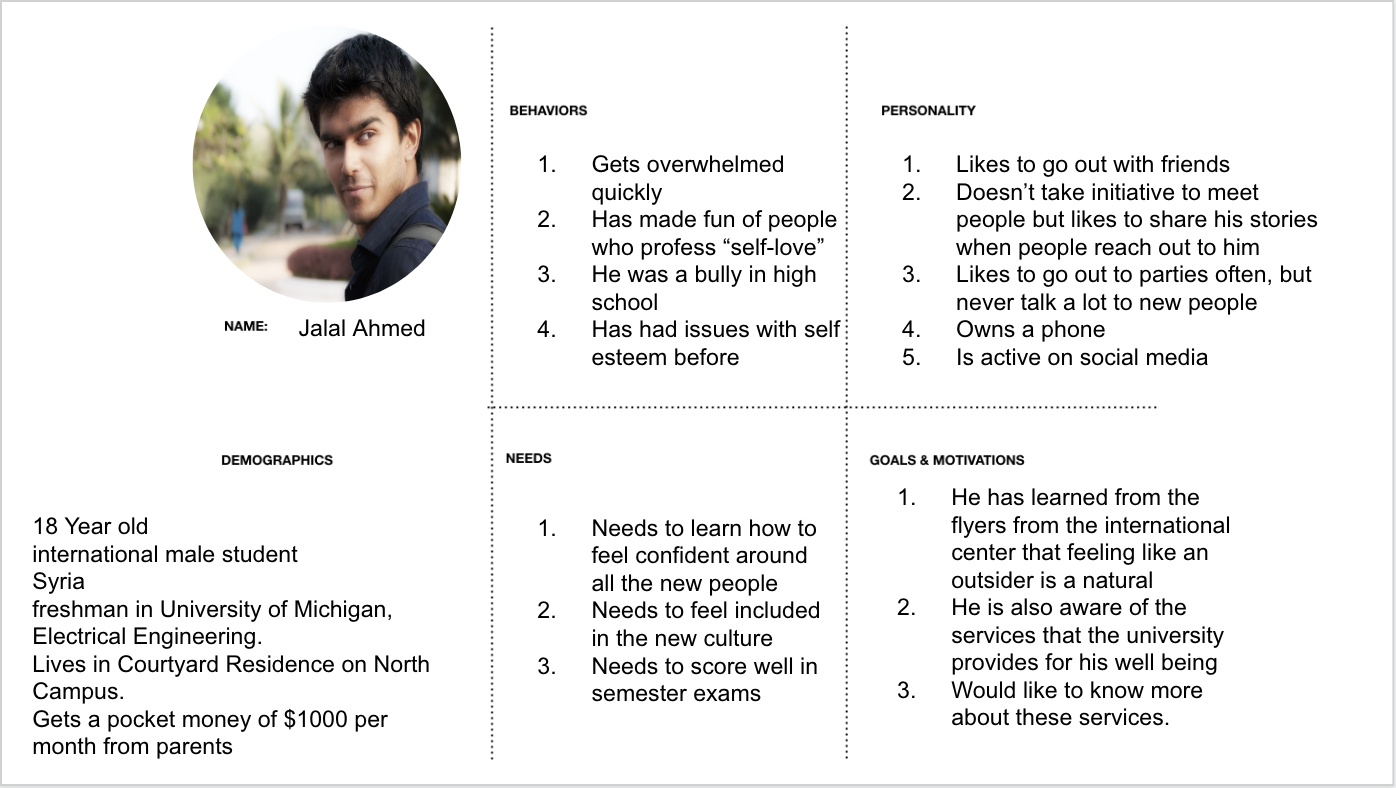 NAME: Jalal Ahmed
DEMOGRAPHICS
18 Year old
international male student
Syria
freshman in University of Michigan,
Electrical Engineering.
Lives in Courtyard Residence on North
Campus.
Gets a pocket money of $1000 per
month from parents
BEHAVIORS
1. Gets overwhelmed
quickly
2. Has made fun of people
who profess “self-love”
3. He was a bully in high
school
4. Has had issues with self
esteem before
PERSONALITY
1. Likes to go out with friends
2. Doesn’t take initiative to meet
people but likes to share his stories
when people reach out to him
3. Likes to go out to parties often, but
never talk a lot to new people
4. Owns a phone
5. Is active on social media
NEEDS
1. Needs to learn how to
feel confident around
all the new people
2. Needs to feel included
in the new culture
3. Needs to score well in
semester exams
GOALS & MOTIVATIONS
1. He has learned from the
flyers from the international
center that feeling like an
outsider is a natural
2. He is also aware of the
services that the university
provides for his well being
3. Would like to know more
about these services.